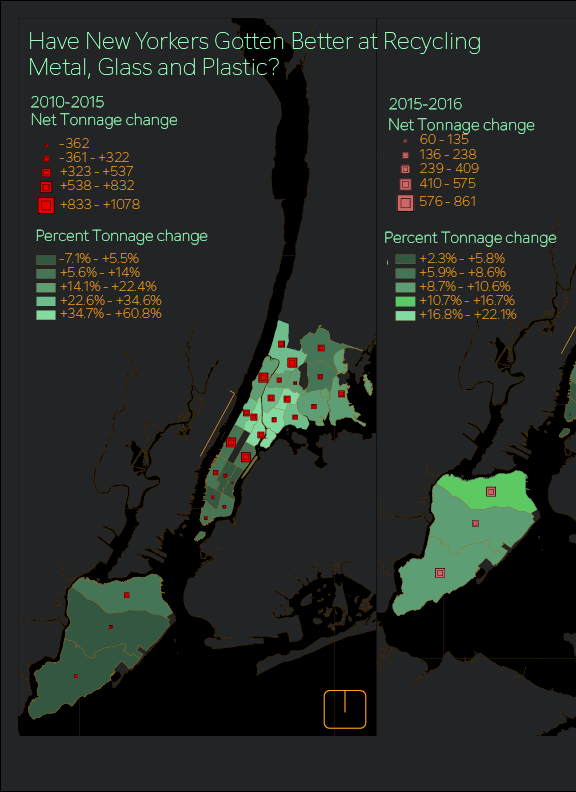 Have New Yorkers Gotten Better at Recycling
Metal, Glass and Plastic?
2010-2015
Net Tonnage change
-362
-361 - +322
+323 - +537
+538 - +832
+833 - +1078
Percent Tonnage change
-7.1% - +5.5%
+5.6% - +14%
+14.1% - +22.4%
+22.6% - +34.6%
+34.7% - +60.8%
2015-2016
Net Tonnage change
60 - 135
136 - 238
239 - 409
410 - 575
576 - 861
Percent Tonnage change
+2.3% - +5.8%
+5.9% - +8.6%
+8.7% - +10.6%
+10.7% - +16.7%
+16.8% - +22.1%